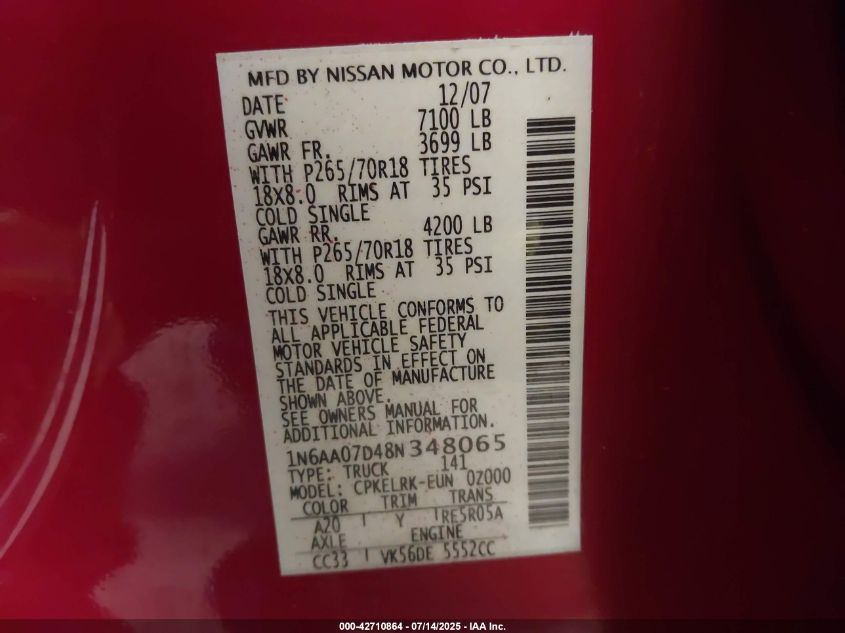 MFD BY NISSAN MOTOR CO., LTD.
DATE 12/07
GVWR 7100 LB
GAWR FR. 3699 LB
WITH P265/70R18 TIRES
18X8.0 RIMS AT 35 PSI
COLD SINGLE
GAWR RR. 4200 LB
WITH P265/70R18 TIRES
18X8.0 RIMS AT 35 PSI
COLD SINGLE
THIS VEHICLE CONFORMS TO
ALL APPLICABLE FEDERAL
MOTOR VEHICLE SAFETY
STANDARDS IN EFFECT ON
THE DATE OF MANUFACTURE
SHOWN ABOVE.
SEE OWNERS MANUAL FOR
ADDITIONAL INFORMATION.
1N6AA07D48N348065
TYPE: TRUCK 141
MODEL: CPKELRK-EUN 0Z000
COLOR TRIM TRANS
A20 Y RE5R05A
AXLE ENGINE
CC33 VK56DE 5552CC
000-42710864 - 07/14/2025 - IAA Inc.